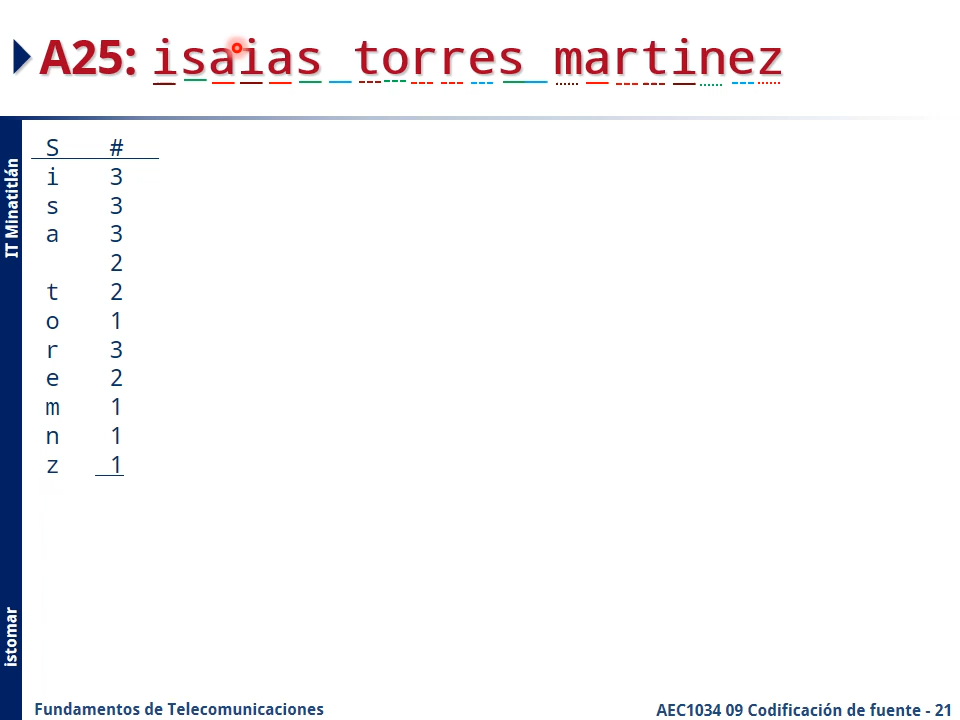 A25: isaias torres martinez
S #
i 3
s 3
a 3
2
t 2
o 1
r 3
e 2
m 1
n 1
z 1
IT Minatitlán
istomar
Fundamentos de Telecomunicaciones
AEC1034 09 Codificación de fuente - 21